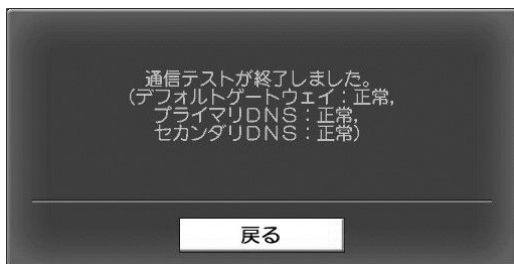 通信テストが終了しました。
(デフォルトゲートウェイ：正常,
プライマリDNS：正常,
セカンダリDNS：正常)
戻る